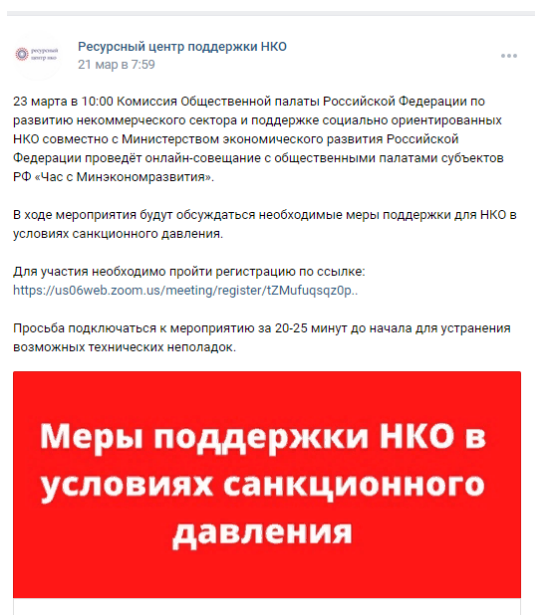 ресурсный
центр нко
Ресурсный центр поддержки НКО
21 мар в 7:59
23 марта в 10:00 Комиссия Общественной палаты Российской Федерации по
развитию некоммерческого сектора и поддержке социально ориентированных
НКО совместно с Министерством экономического развития Российской
Федерации проведёт онлайн-совещание с общественными палатами субъектов
РФ «Час с Минэкономразвития».
В ходе мероприятия будут обсуждаться необходимые меры поддержки для НКО в
условиях санкционного давления.
Для участия необходимо пройти регистрацию по ссылке:
https://us06web.zoom.us/meeting/register/tZMufuqsqz0p..
Просьба подключаться к мероприятию за 20-25 минут до начала для устранения
возможных технических неполадок.
Меры поддержки НКО в
условиях санкционного
давления